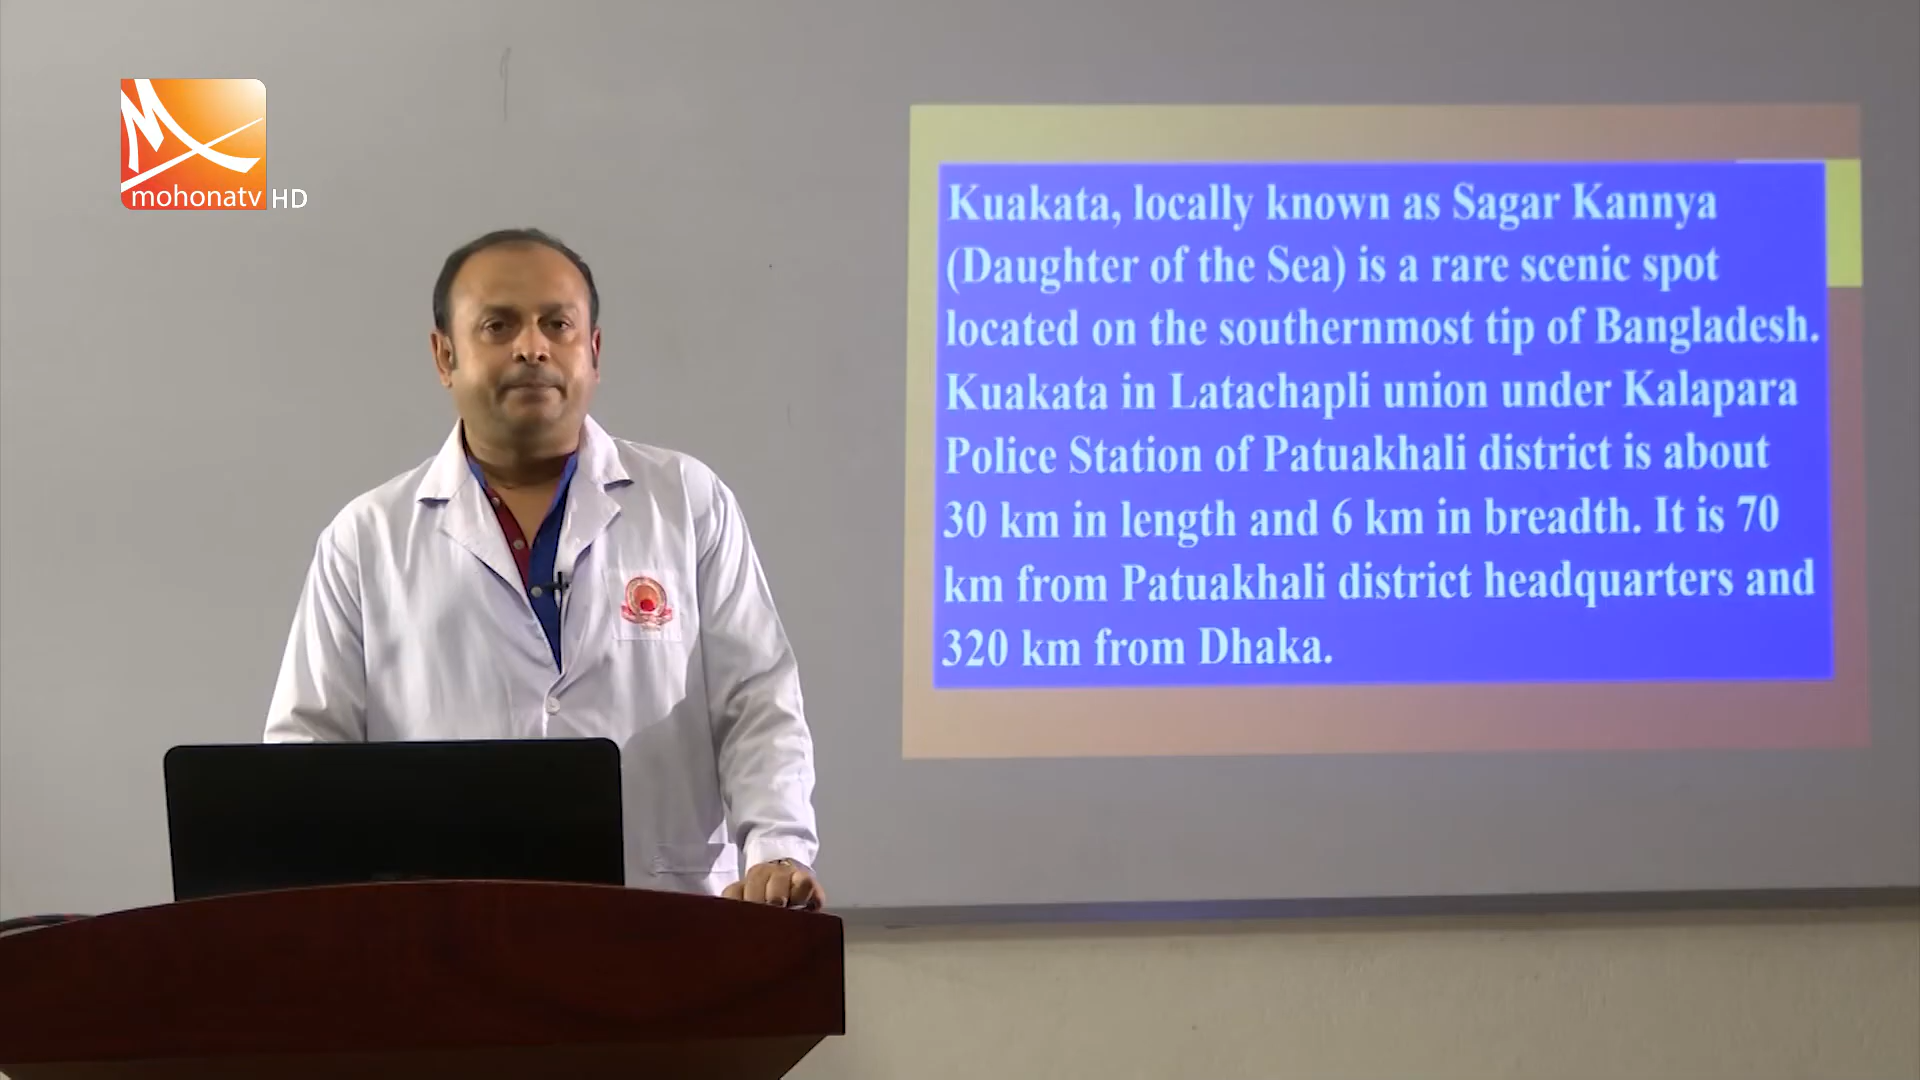 mohonatv HD
Kuakata, locally known as Sagar Kannya
(Daughter of the Sea) is a rare scenic spot
located on the southernmost tip of Bangladesh.
Kuakata in Latachapli union under Kalapara
Police Station of Patuakhali district is about
30 km in length and 6 km in breadth. It is 70
km from Patuakhali district headquarters and
320 km from Dhaka.